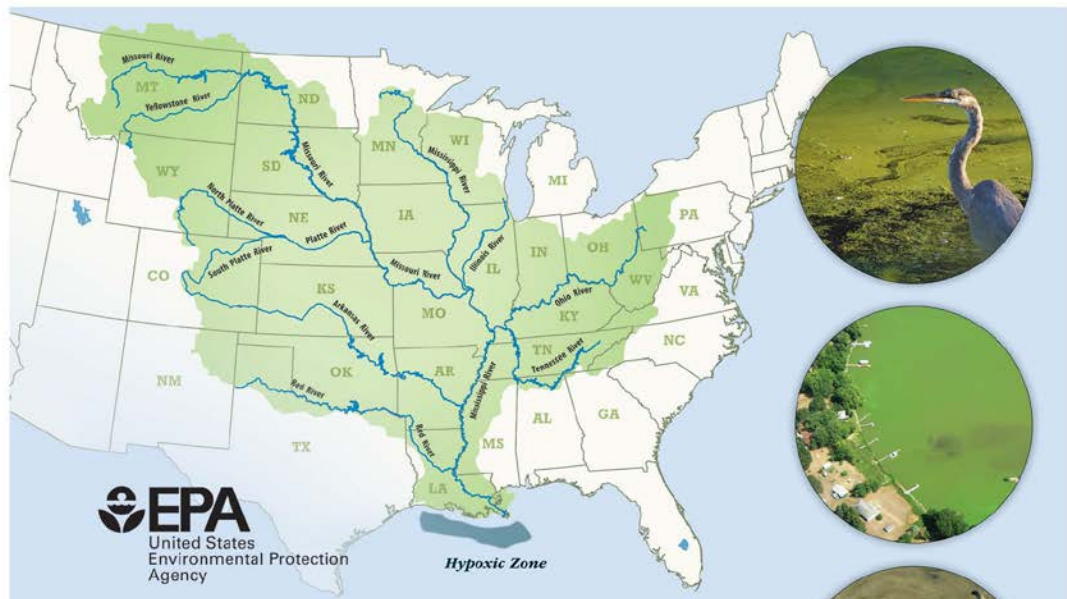 Missouri River
MT
Yellowstone River
ND
MN
WI
Missouri River
Mississippi River
SD
WY
MI
North Platte River
NE
Platte River
IA
PA
South Platte River
Illinois River
IN
OH
CO
Missouri River
IL
WV
KS
Ohio River
VA
Arkansas River
MO
KY
NC
TN
Tennessee River
NM
OK
AR
Mississippi River
Red River
AL
GA
TX
Red River
MS
LA
EPA
United States
Environmental Protection
Agency
Hypoxic Zone